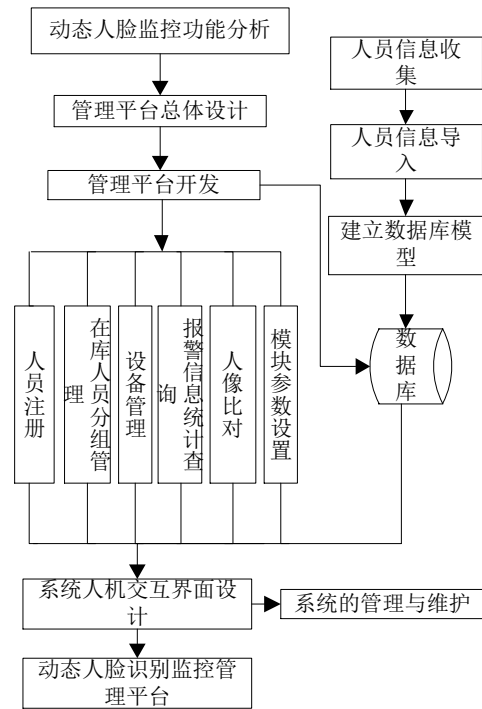 动态人脸监控功能分析
人员信息收
集
管理平台总体设计
人员信息导
入
管理平台开发
建立数据库模
型
人员注册
在库人员分组管
理
设备管理
报警信息统计查
询
人像比对
模块参数设置
数据库
系统人机交互界面设
计
系统的管理与维护
动态人脸识别监控管
理平台